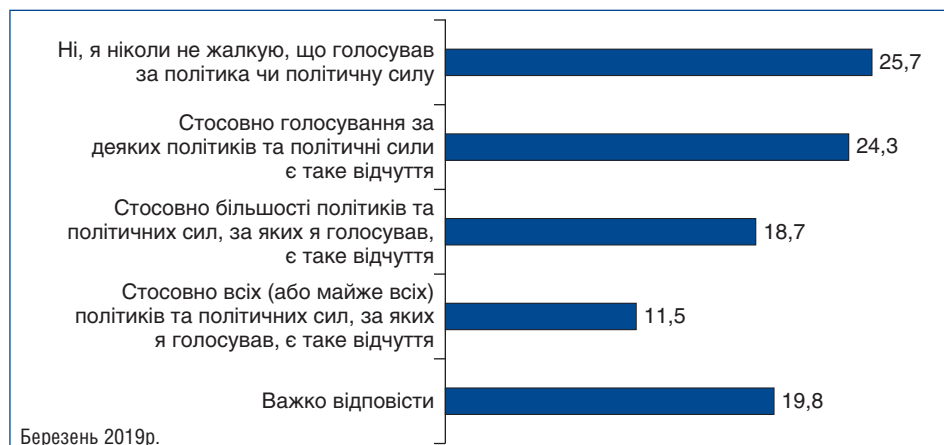 Ні, я ніколи не жалкую, що голосував
за політика чи політичну силу
25,7
Стосовно голосування за
деяких політиків та політичні сили
є таке відчуття
24,3
Стосовно більшості політиків та
політичних сил, за яких я голосував,
є таке відчуття
18,7
Стосовно всіх (або майже всіх)
політиків та політичних сил, за яких
я голосував, є таке відчуття
11,5
Важко відповісти
19,8
Березень 2019р.